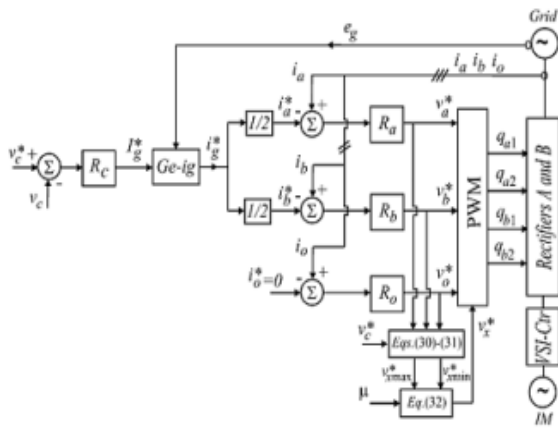 Grid
e_g
i_a i_b i_o
i_a
1/2
i_a^* -
+
Σ
R_a
v_a^*
v_c^* +
Σ
-
v_c
R_c
I_g^*
Ge-ig
i_g^*
i_b
1/2
i_b^* -
+
Σ
R_b
v_b^*
i_o
i_o^*=0
-
+
Σ
R_o
v_o^*
PWM
q_a1
q_a2
q_b1
q_b2
Rectifiers A and B
v_c^*
Eqs.(30)-(31)
v_x^*
v_xmax^*
v_xmin^*
μ
Eq.(32)
VSI-Ctr
IM